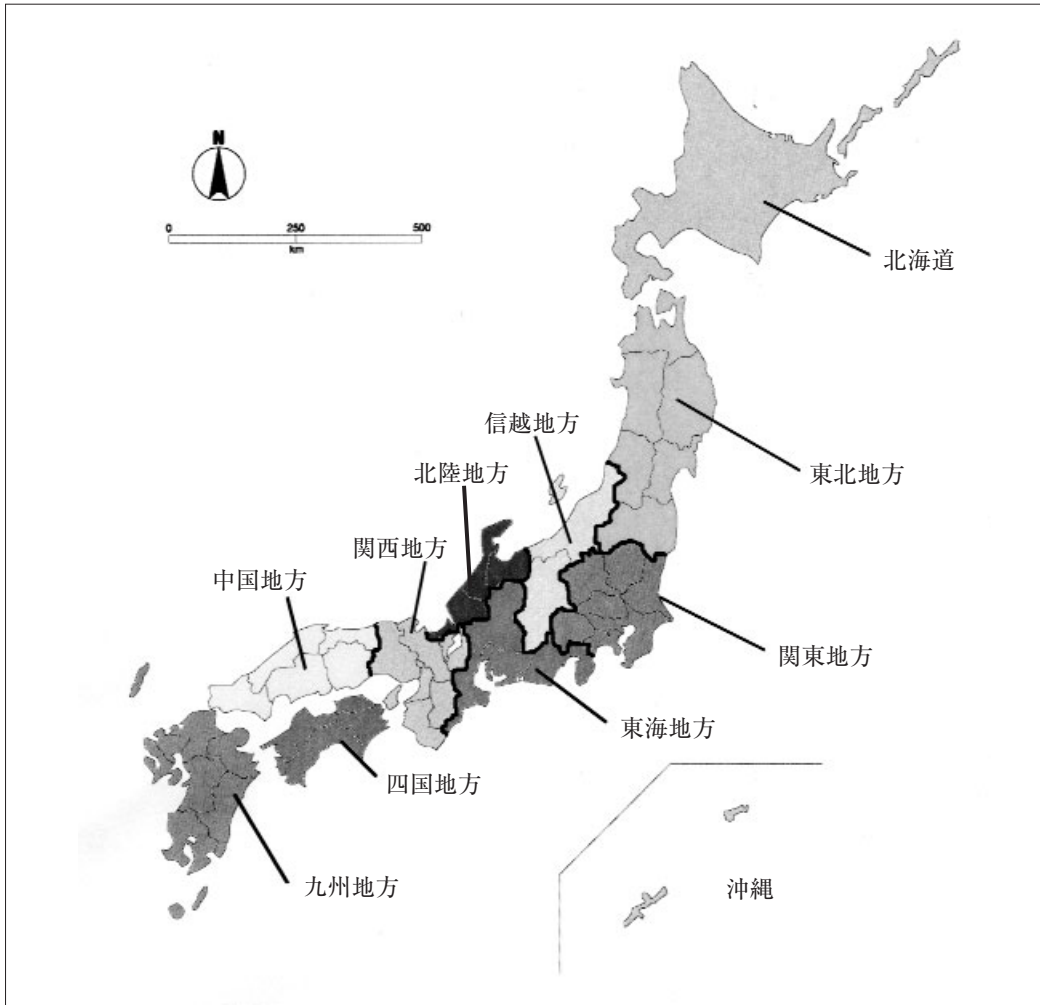 N
0 250 500
km
北海道
信越地方
北陸地方
東北地方
関西地方
中国地方
関東地方
東海地方
四国地方
九州地方
沖縄